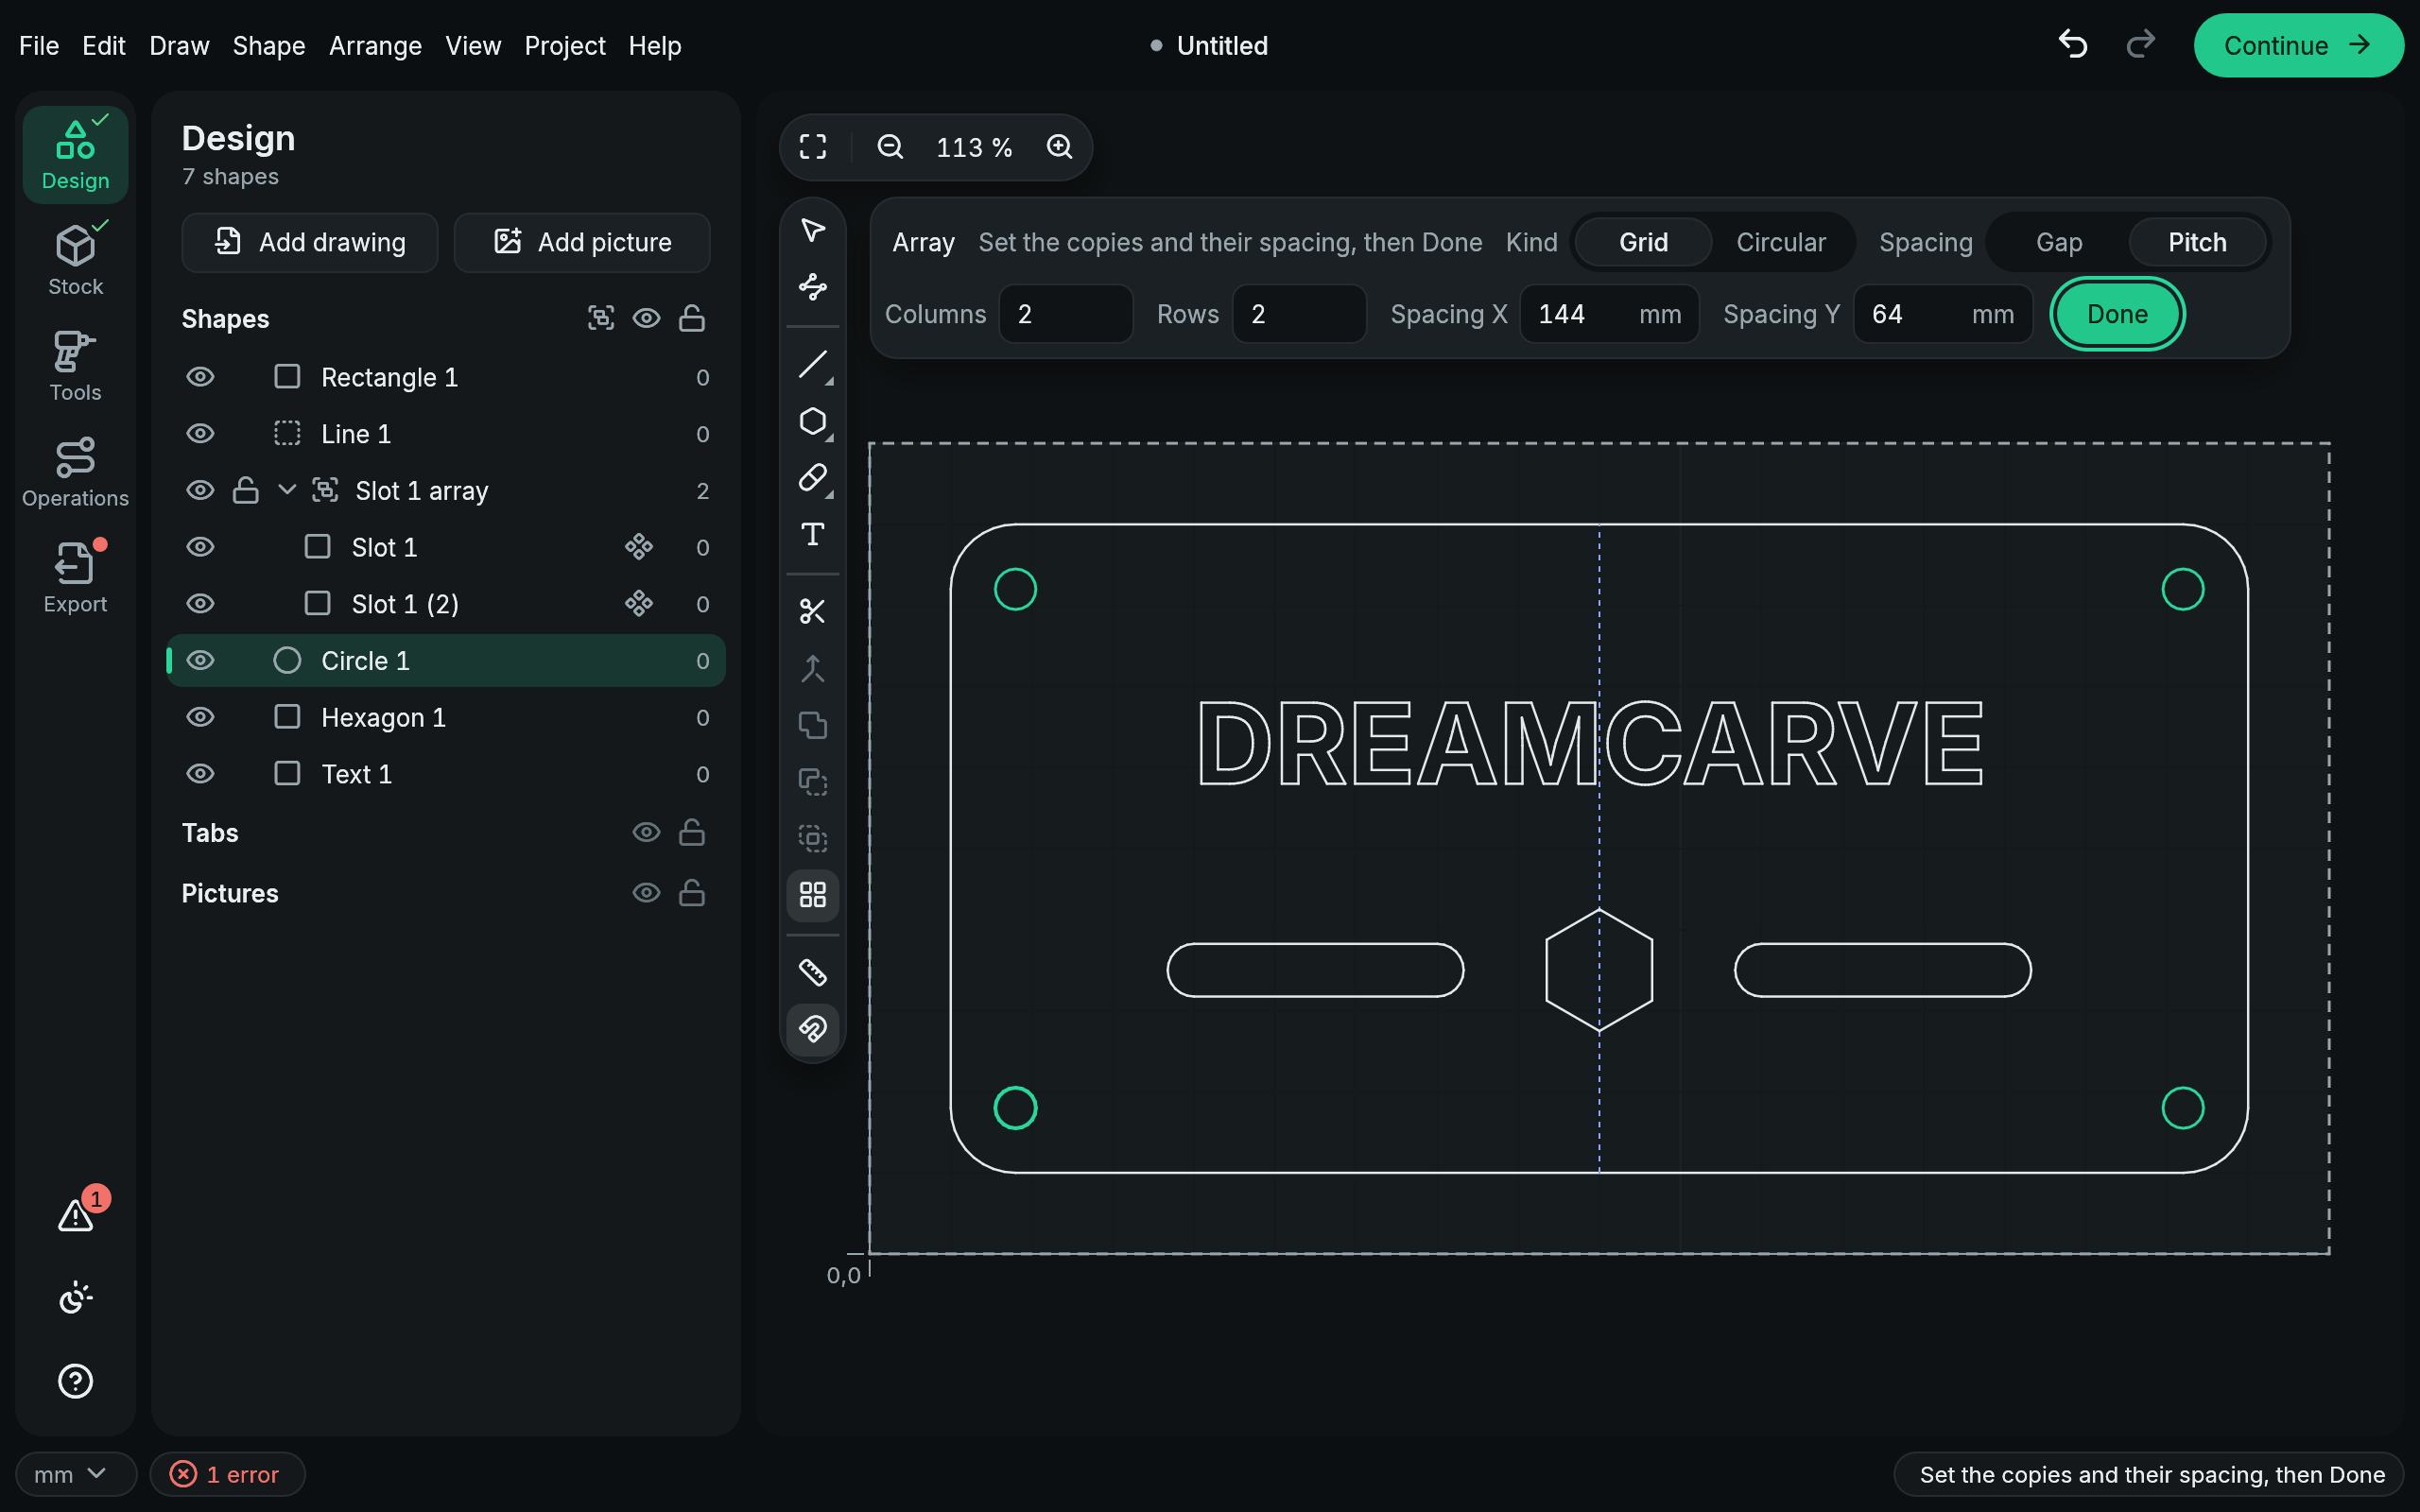 File Edit Draw Shape Arrange View Project Help
Untitled
Continue
Design
Stock
Tools
Operations
Export
1
Design
7 shapes
Add drawing
Add picture
Shapes
Rectangle 1 0
Line 1 0
Slot 1 array 2
Slot 1 0
Slot 1 (2) 0
Circle 1 0
Hexagon 1 0
Text 1 0
Tabs
Pictures
113 %
Array Set the copies and their spacing, then Done Kind Grid Circular Spacing Gap Pitch
Columns 2 Rows 2 Spacing X 144 mm Spacing Y 64 mm Done
DREAMCARVE
0,0
mm
1 error
Set the copies and their spacing, then Done